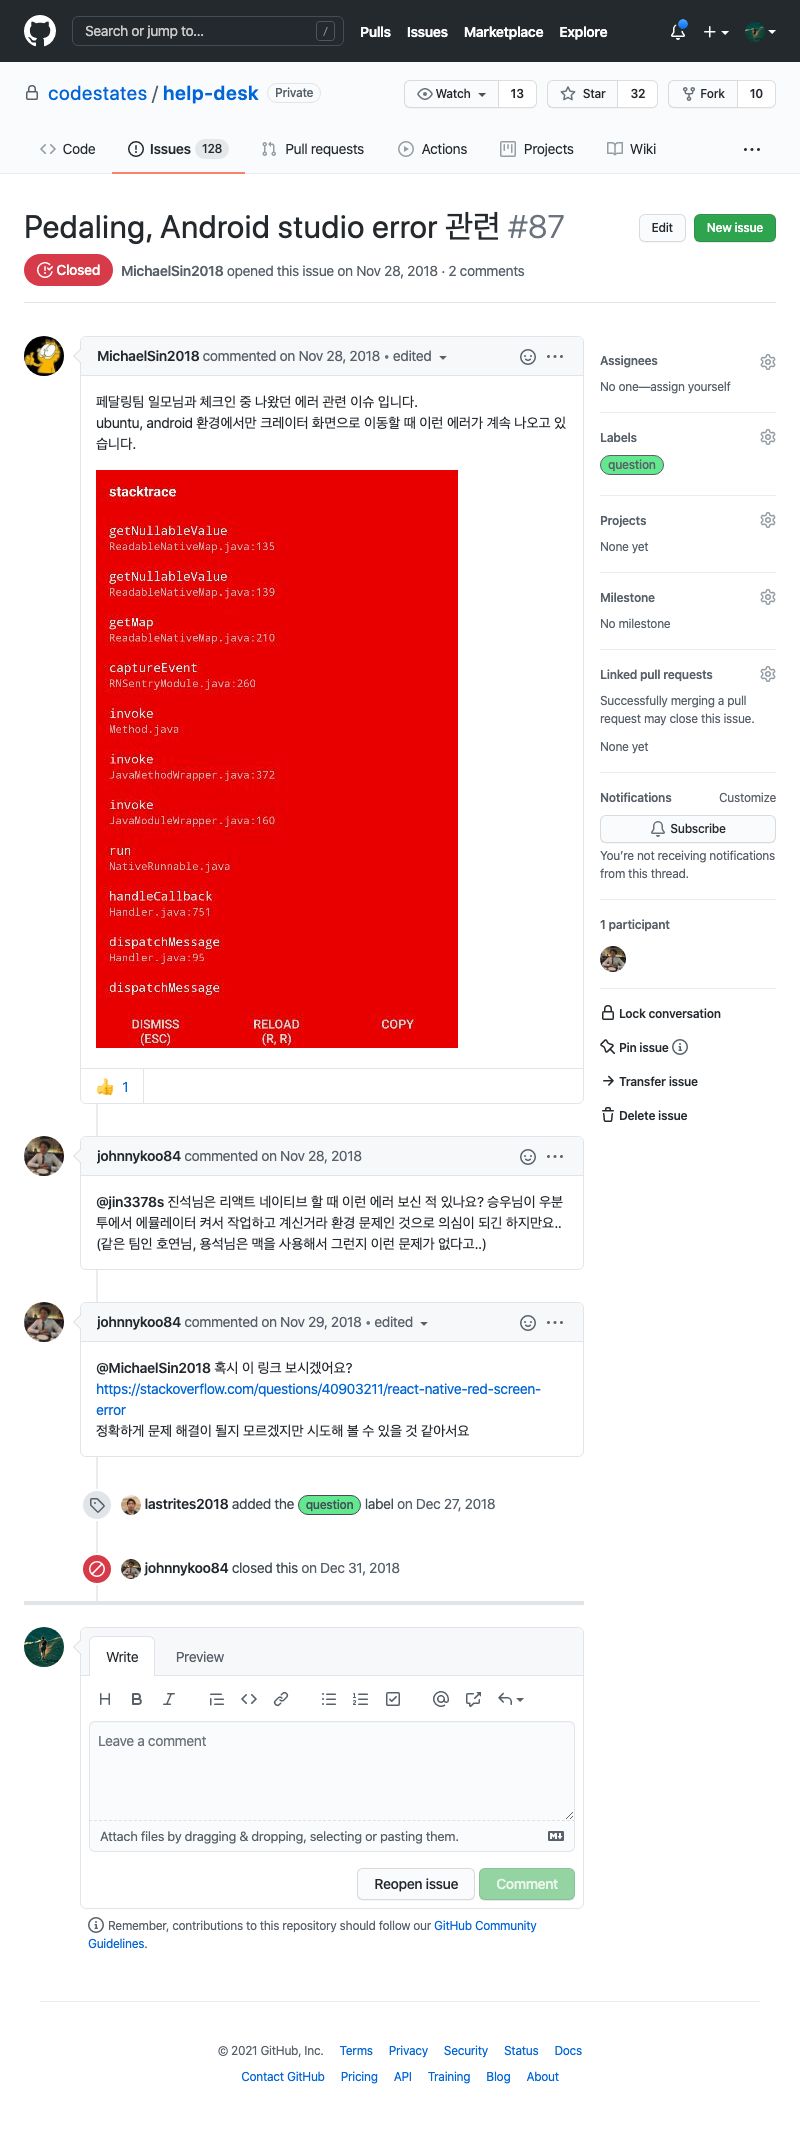 Search or jump to... /
Pulls Issues Marketplace Explore
codestates / help-desk Private
Watch 13 Star 32 Fork 10
Code Issues 128 Pull requests Actions Projects Wiki
Pedaling, Android studio error 관련 #87
Edit New issue
Closed MichaelSin2018 opened this issue on Nov 28, 2018 · 2 comments
MichaelSin2018 commented on Nov 28, 2018 • edited
페달링팀 일모님과 체크인 중 나왔던 에러 관련 이슈 입니다.
ubuntu, android 환경에서만 크레이터 화면으로 이동할 때 이런 에러가 계속 나오고 있
습니다.
stacktrace
getNullableValue
ReadableNativeMap.java:135
getNullableValue
ReadableNativeMap.java:139
getMap
ReadableNativeMap.java:210
captureEvent
RNSentryModule.java:260
invoke
Method.java
invoke
JavaMethodWrapper.java:372
invoke
JavaModuleWrapper.java:160
run
NativeRunnable.java
handleCallback
Handler.java:751
dispatchMessage
Handler.java:95
dispatchMessage
DISMISS RELOAD COPY
(ESC) (R, R)
👍 1
johnnykoo84 commented on Nov 28, 2018
@jin3378s 진석님은 리액트 네이티브 할 때 이런 에러 보신 적 있나요? 승우님이 우분
투에서 에뮬레이터 켜서 작업하고 계신거라 환경 문제인 것으로 의심이 되긴 하지만요..
(같은 팀인 호연님, 용석님은 맥을 사용해서 그런지 이런 문제가 없다고..)
johnnykoo84 commented on Nov 29, 2018 • edited
@MichaelSin2018 혹시 이 링크 보시겠어요?
https://stackoverflow.com/questions/40903211/react-native-red-screen-
error
정확하게 문제 해결이 될지 모르겠지만 시도해 볼 수 있을 것 같아서요
lastrites2018 added the question label on Dec 27, 2018
johnnykoo84 closed this on Dec 31, 2018
Write Preview
Leave a comment
Attach files by dragging & dropping, selecting or pasting them.
Reopen issue Comment
Remember, contributions to this repository should follow our GitHub Community
Guidelines.
Assignees
No one—assign yourself
Labels
question
Projects
None yet
Milestone
No milestone
Linked pull requests
Successfully merging a pull
request may close this issue.
None yet
Notifications Customize
Subscribe
You're not receiving notifications
from this thread.
1 participant
Lock conversation
Pin issue
Transfer issue
Delete issue
© 2021 GitHub, Inc. Terms Privacy Security Status Docs
Contact GitHub Pricing API Training Blog About